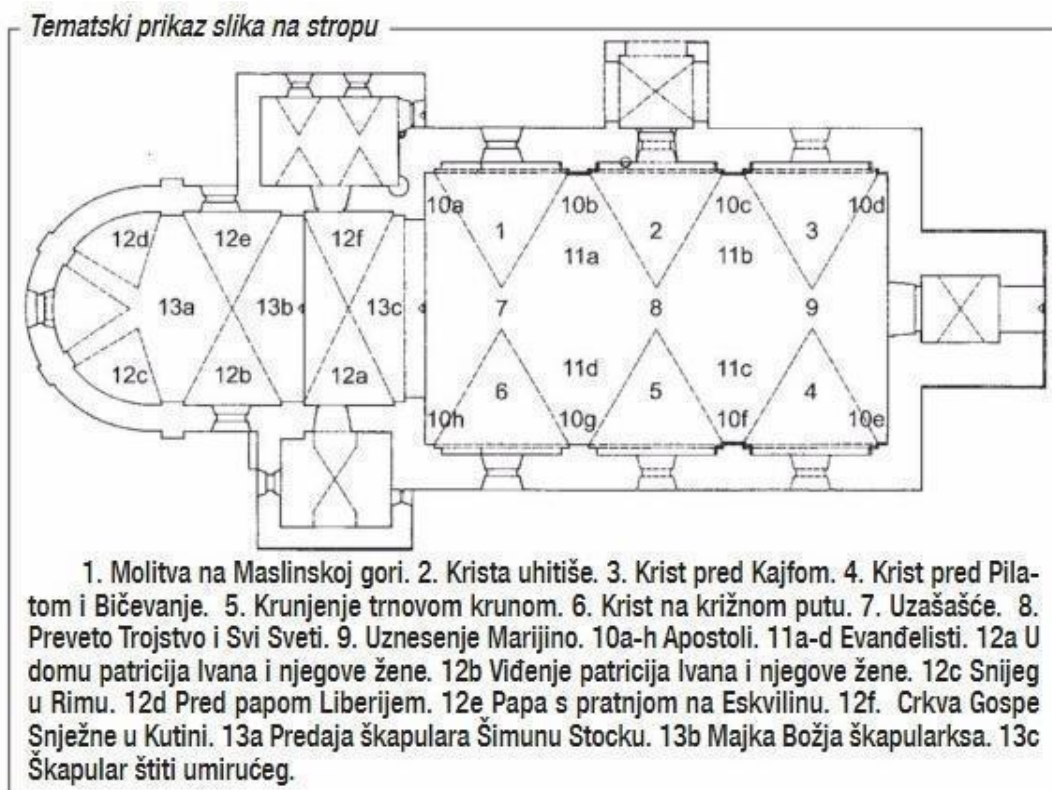 Tematski prikaz slika na stropu
10a
10b
10c
10d
1
2
3
11a
11b
12d
12e
12f
13a
13b
13c
7
8
9
12c
12b
12a
11d
11c
6
5
4
10h
10g
10f
10e
1. Molitva na Maslinskoj gori. 2. Krista uhitiše. 3. Krist pred Kajfom. 4. Krist pred Pila-
tom i Bičevanje. 5. Krunjenje trnovom krunom. 6. Krist na križnom putu. 7. Uzašašće. 8.
Preveto Trojstvo i Svi Sveti. 9. Uznesenje Marijino. 10a-h Apostoli. 11a-d Evanđelisti. 12a U
domu patricija Ivana i njegove žene. 12b Viđenje patricija Ivana i njegove žene. 12c Snijeg
u Rimu. 12d Pred papom Liberijem. 12e Papa s pratnjom na Eskvilinu. 12f. Crkva Gospe
Snježne u Kutini. 13a Predaja škapulara Šimunu Stocku. 13b Majka Božja škapularksa. 13c
Škapular štiti umirućeg.